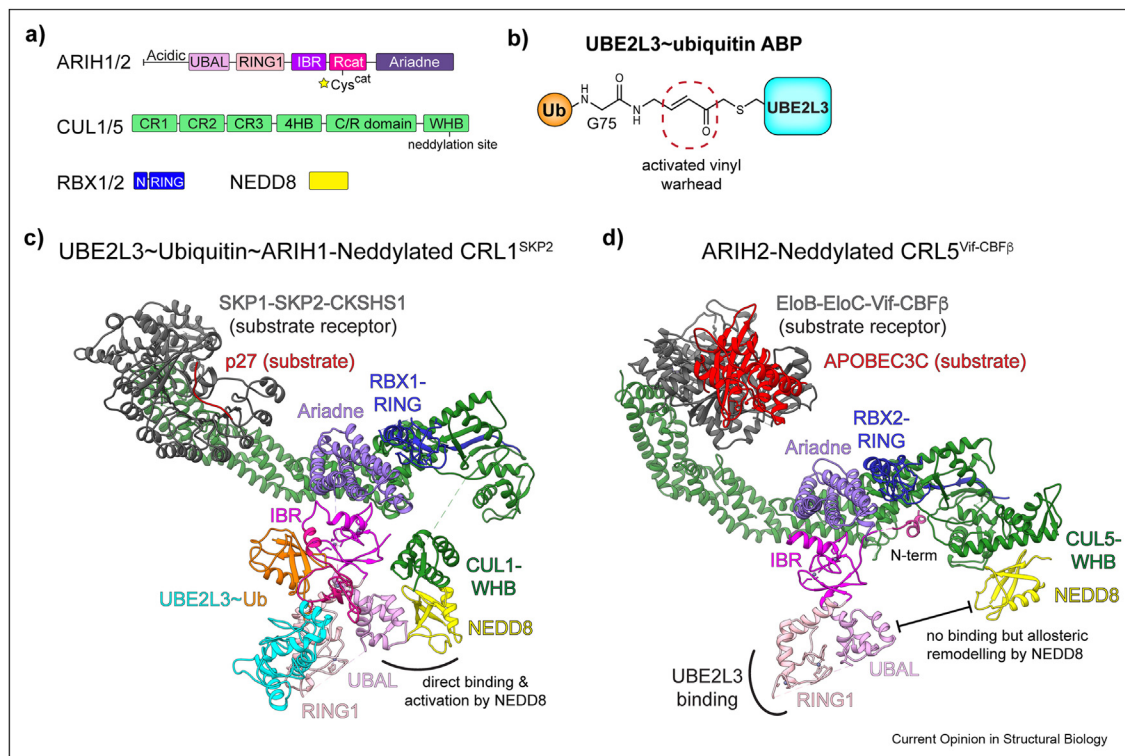 a)
ARIH1/2
Acidic
UBAL
RING1
IBR
Rcat
Ariadne
Cys^cat
CUL1/5
CR1
CR2
CR3
4HB
C/R domain
WHB
neddylation site
RBX1/2
N
RING
NEDD8
b)
UBE2L3~ubiquitin ABP
Ub
H
N
G75
O
N
H
O
S
UBE2L3
activated vinyl
warhead
c)
UBE2L3~Ubiquitin~ARIH1-Neddylated CRL1^SKP2
SKP1-SKP2-CKSHS1
(substrate receptor)
p27 (substrate)
RBX1-
RING
Ariadne
IBR
CUL1-
WHB
UBE2L3~Ub
NEDD8
UBAL
direct binding &
activation by NEDD8
RING1
d)
ARIH2-Neddylated CRL5^Vif-CBFβ
EloB-EloC-Vif-CBFβ
(substrate receptor)
APOBEC3C (substrate)
RBX2-
RING
Ariadne
N-term
IBR
CUL5-
WHB
NEDD8
no binding but allosteric
remodelling by NEDD8
UBAL
UBE2L3
binding
RING1
Current Opinion in Structural Biology